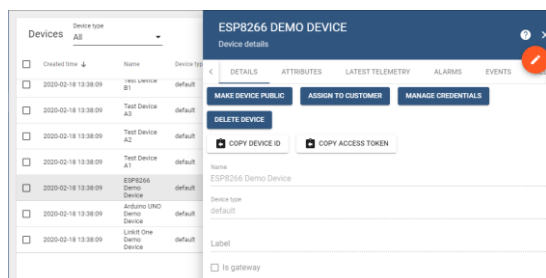 Devices
Device type
All
Created time
Name
Device typ
2020-02-18 13:38:09
Test Device
B1
default
2020-02-18 13:38:09
Test Device
A3
default
2020-02-18 13:38:09
Test Device
A2
default
2020-02-18 13:38:09
Test Device
A1
default
2020-02-18 13:38:09
ESP8266
Demo
Device
default
2020-02-18 13:38:09
Arduino UNO
Demo
Device
default
2020-02-18 13:38:09
Linkit One
Demo
Device
default
ESP8266 DEMO DEVICE
Device details
DETAILS ATTRIBUTES LATEST TELEMETRY ALARMS EVENTS
MAKE DEVICE PUBLIC ASSIGN TO CUSTOMER MANAGE CREDENTIALS
DELETE DEVICE
COPY DEVICE ID COPY ACCESS TOKEN
Name
ESP8266 Demo Device
Device type
default
Label
Is gateway